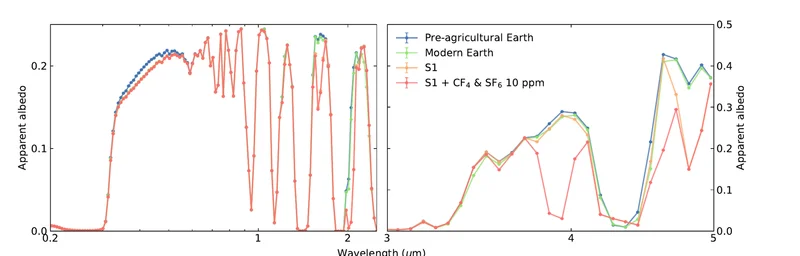 Apparent albedo
0.2
0.1
0.0
0.2
1
2
Pre-agricultural Earth
Modern Earth
S1
S1 + CF₄ & SF₆ 10 ppm
3
4
5
0.5
0.4
0.3
0.2
0.1
0.0
Apparent albedo
Wavelength (μm)